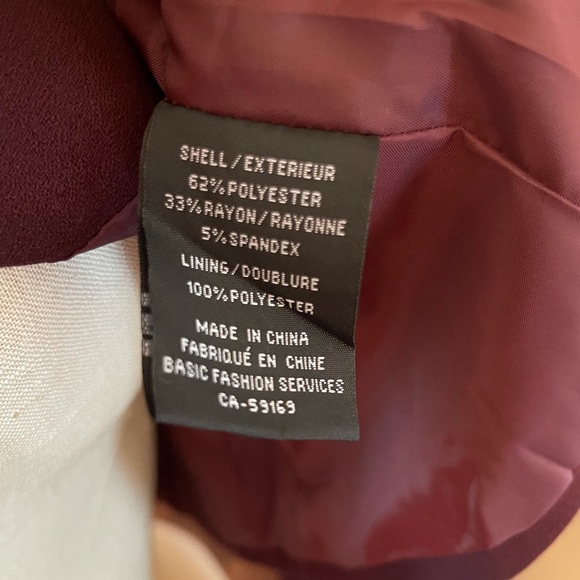 SHELL/EXTERIEUR
62%POLYESTER
33%RAYON/RAYONNE
5%SPANDEX
LINING/DOUBLURE
100%POLYESTER
MADE IN CHINA
FABRIQUÉ EN CHINE
BASIC FASHION SERVICES
CA-59169